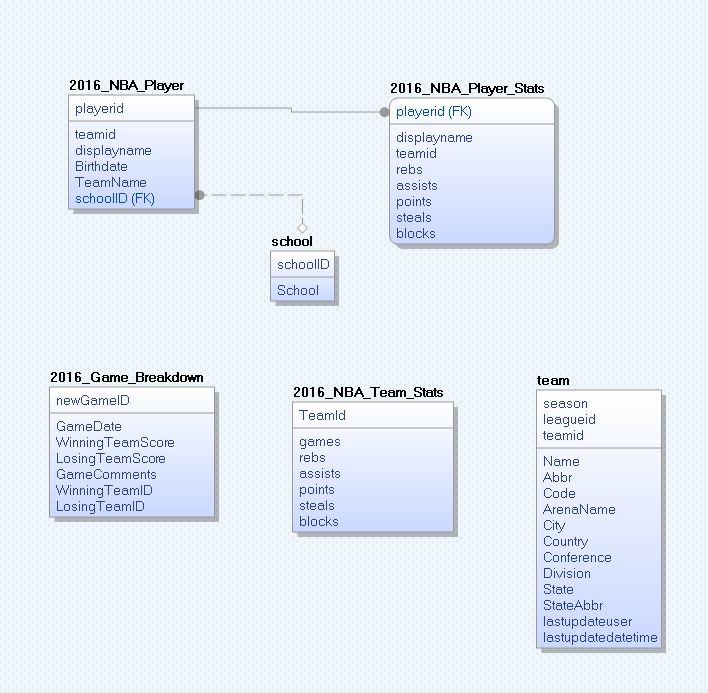 2016_NBA_Player
playerid
teamid
displayname
Birthdate
TeamName
schoolID (FK)
2016_NBA_Player_Stats
playerid (FK)
displayname
teamid
rebs
assists
points
steals
blocks
school
schoolID
School
2016_Game_Breakdown
newGameID
GameDate
WinningTeamScore
LosingTeamScore
GameComments
WinningTeamID
LosingTeamID
2016_NBA_Team_Stats
TeamId
games
rebs
assists
points
steals
blocks
team
season
leagueid
teamid
Name
Abbr
Code
ArenaName
City
Country
Conference
Division
State
StateAbbr
lastupdateuser
lastupdatedatetime